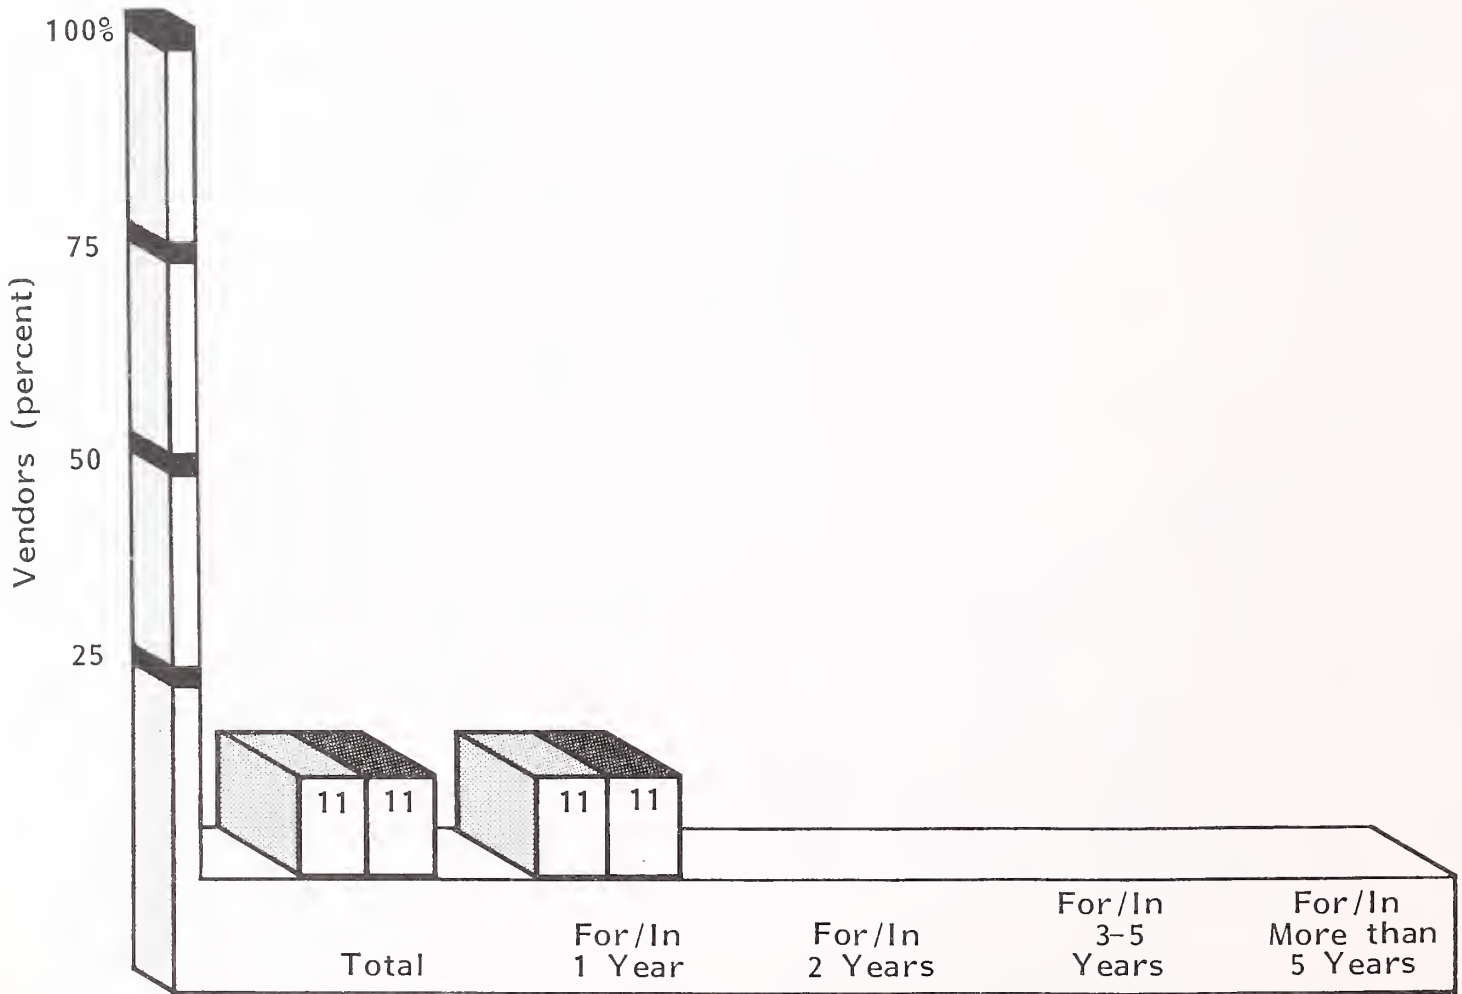 100%
75
50
25
Vendors (percent)
11 11
11 11
Total
For/In
1 Year
For/In
2 Years
For/In
3-5
Years
For/In
More than
5 Years